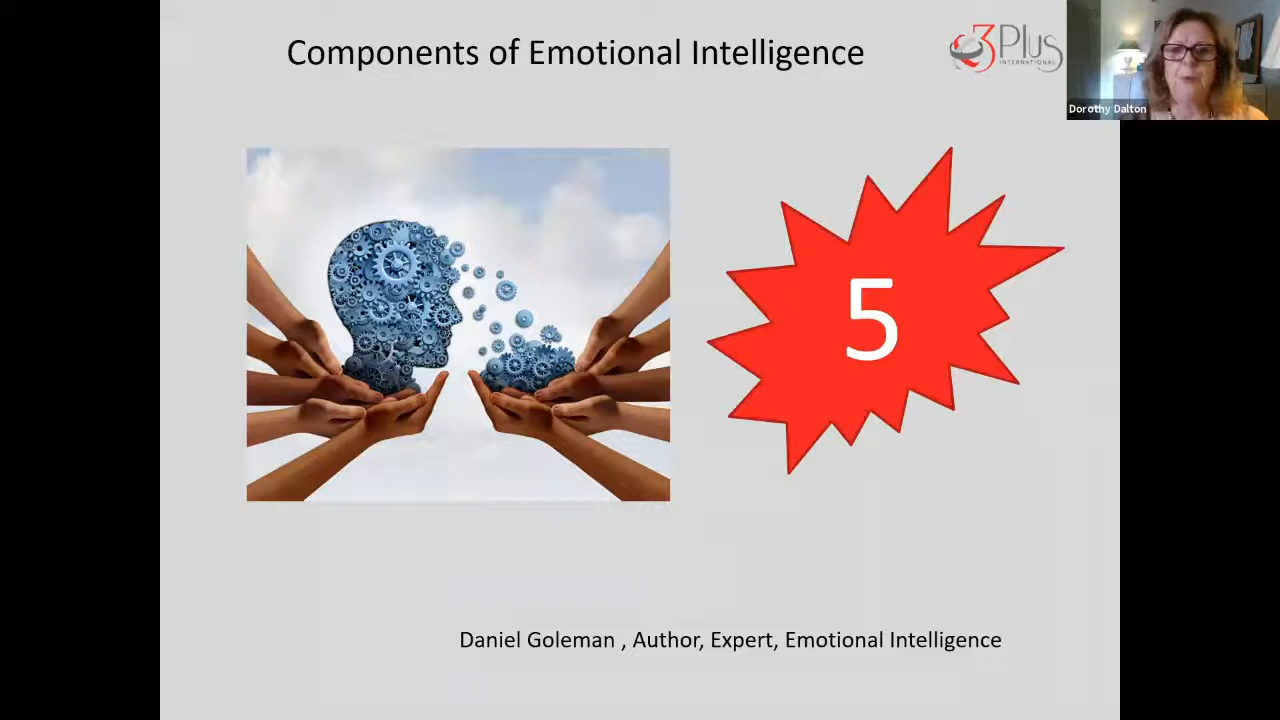 Components of Emotional Intelligence
3Plus
INTERNATIONAL
Dorothy Dalton
5
Daniel Goleman , Author, Expert, Emotional Intelligence